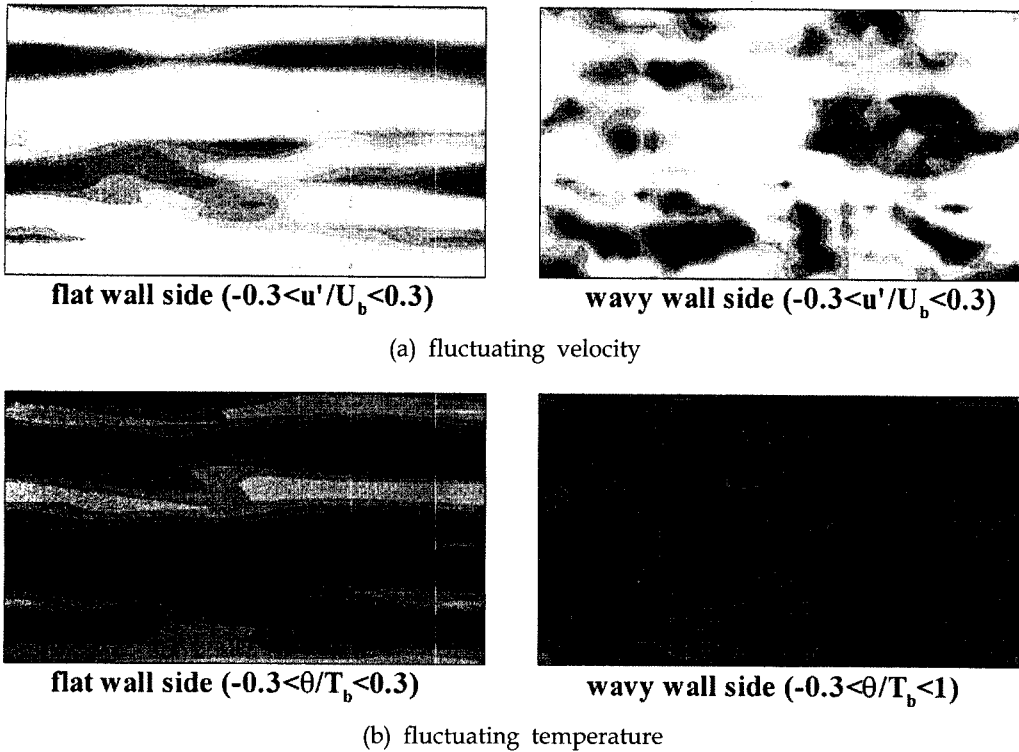 flat wall side (-0.3<u'/U_b<0.3)
wavy wall side (-0.3<u'/U_b<0.3)
(a) fluctuating velocity
flat wall side (-0.3<θ/T_b<0.3)
wavy wall side (-0.3<θ/T_b<1)
(b) fluctuating temperature